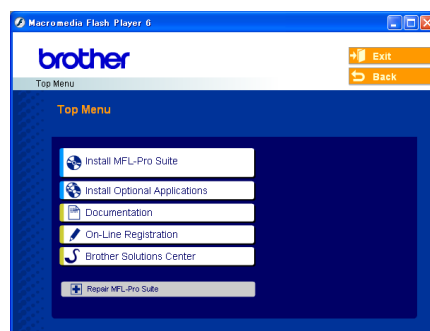 Macromedia Flash Player 6
brother
Exit
Back
Top Menu
Top Menu
Install MFL-Pro Suite
Install Optional Applications
Documentation
On-Line Registration
Brother Solutions Center
Repair MFL-Pro Suite